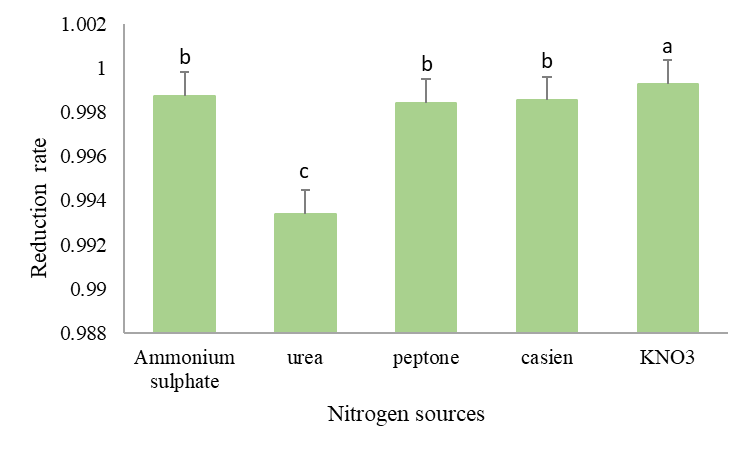 1.002
1
0.998
0.996
0.994
0.992
0.99
0.988
Reduction rate
b
c
b
b
a
Ammonium
sulphate
urea
peptone
casien
KNO3
Nitrogen sources